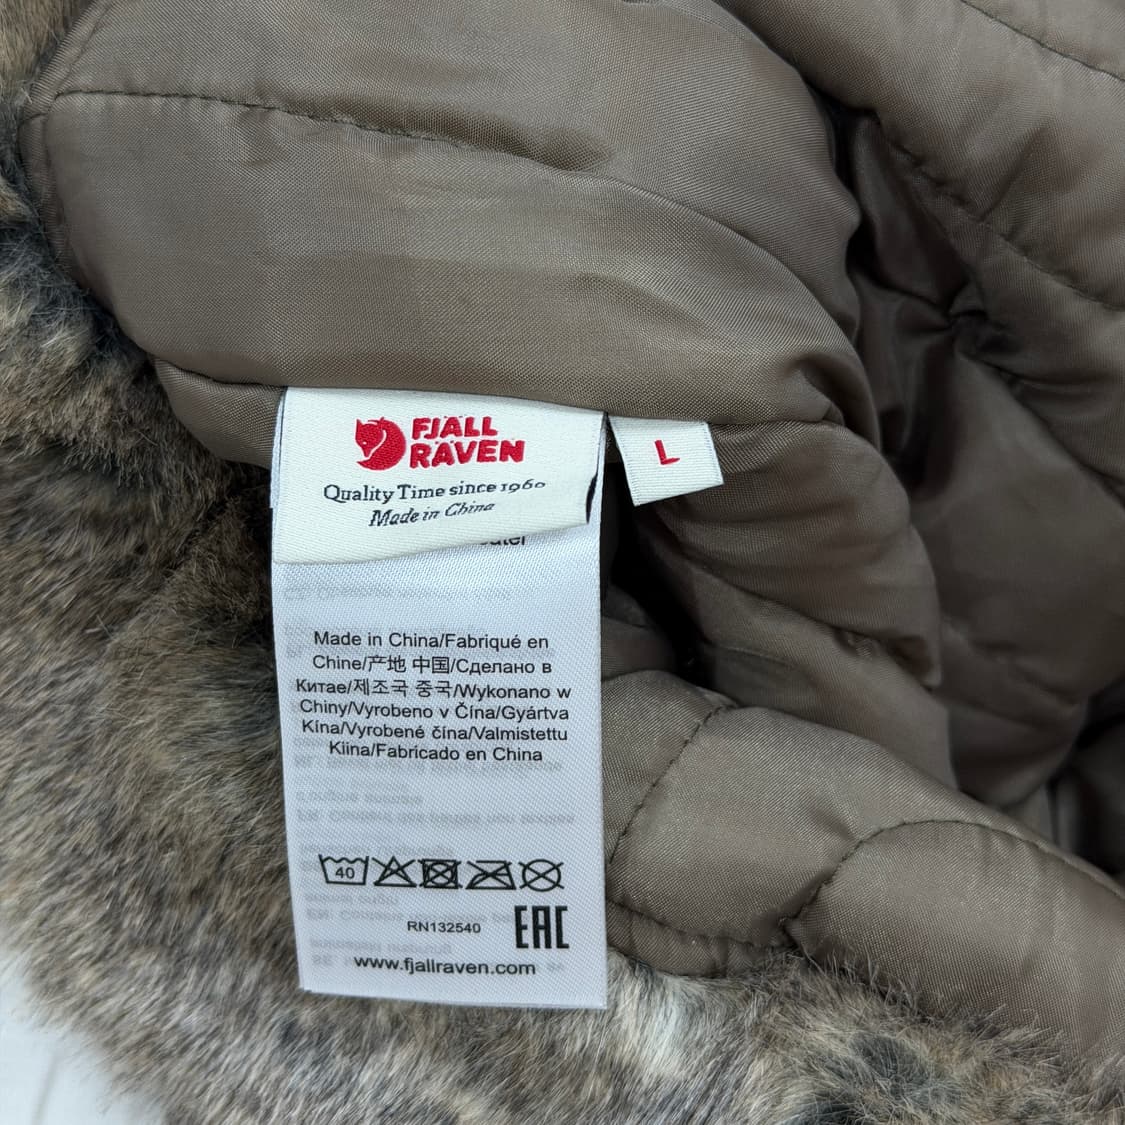 FJÄLL
RÄVEN
Quality Time since 1960
Made in China
L
Made in China/Fabriqué en
Chine/产地 中国/Сделано в
Китае/제조국 중국/Wykonano w
Chiny/Vyrobeno v Čína/Gyártva
Kína/Vyrobené čína/Valmistettu
Kiina/Fabricado en China
40
RN132540
EAC
www.fjallraven.com